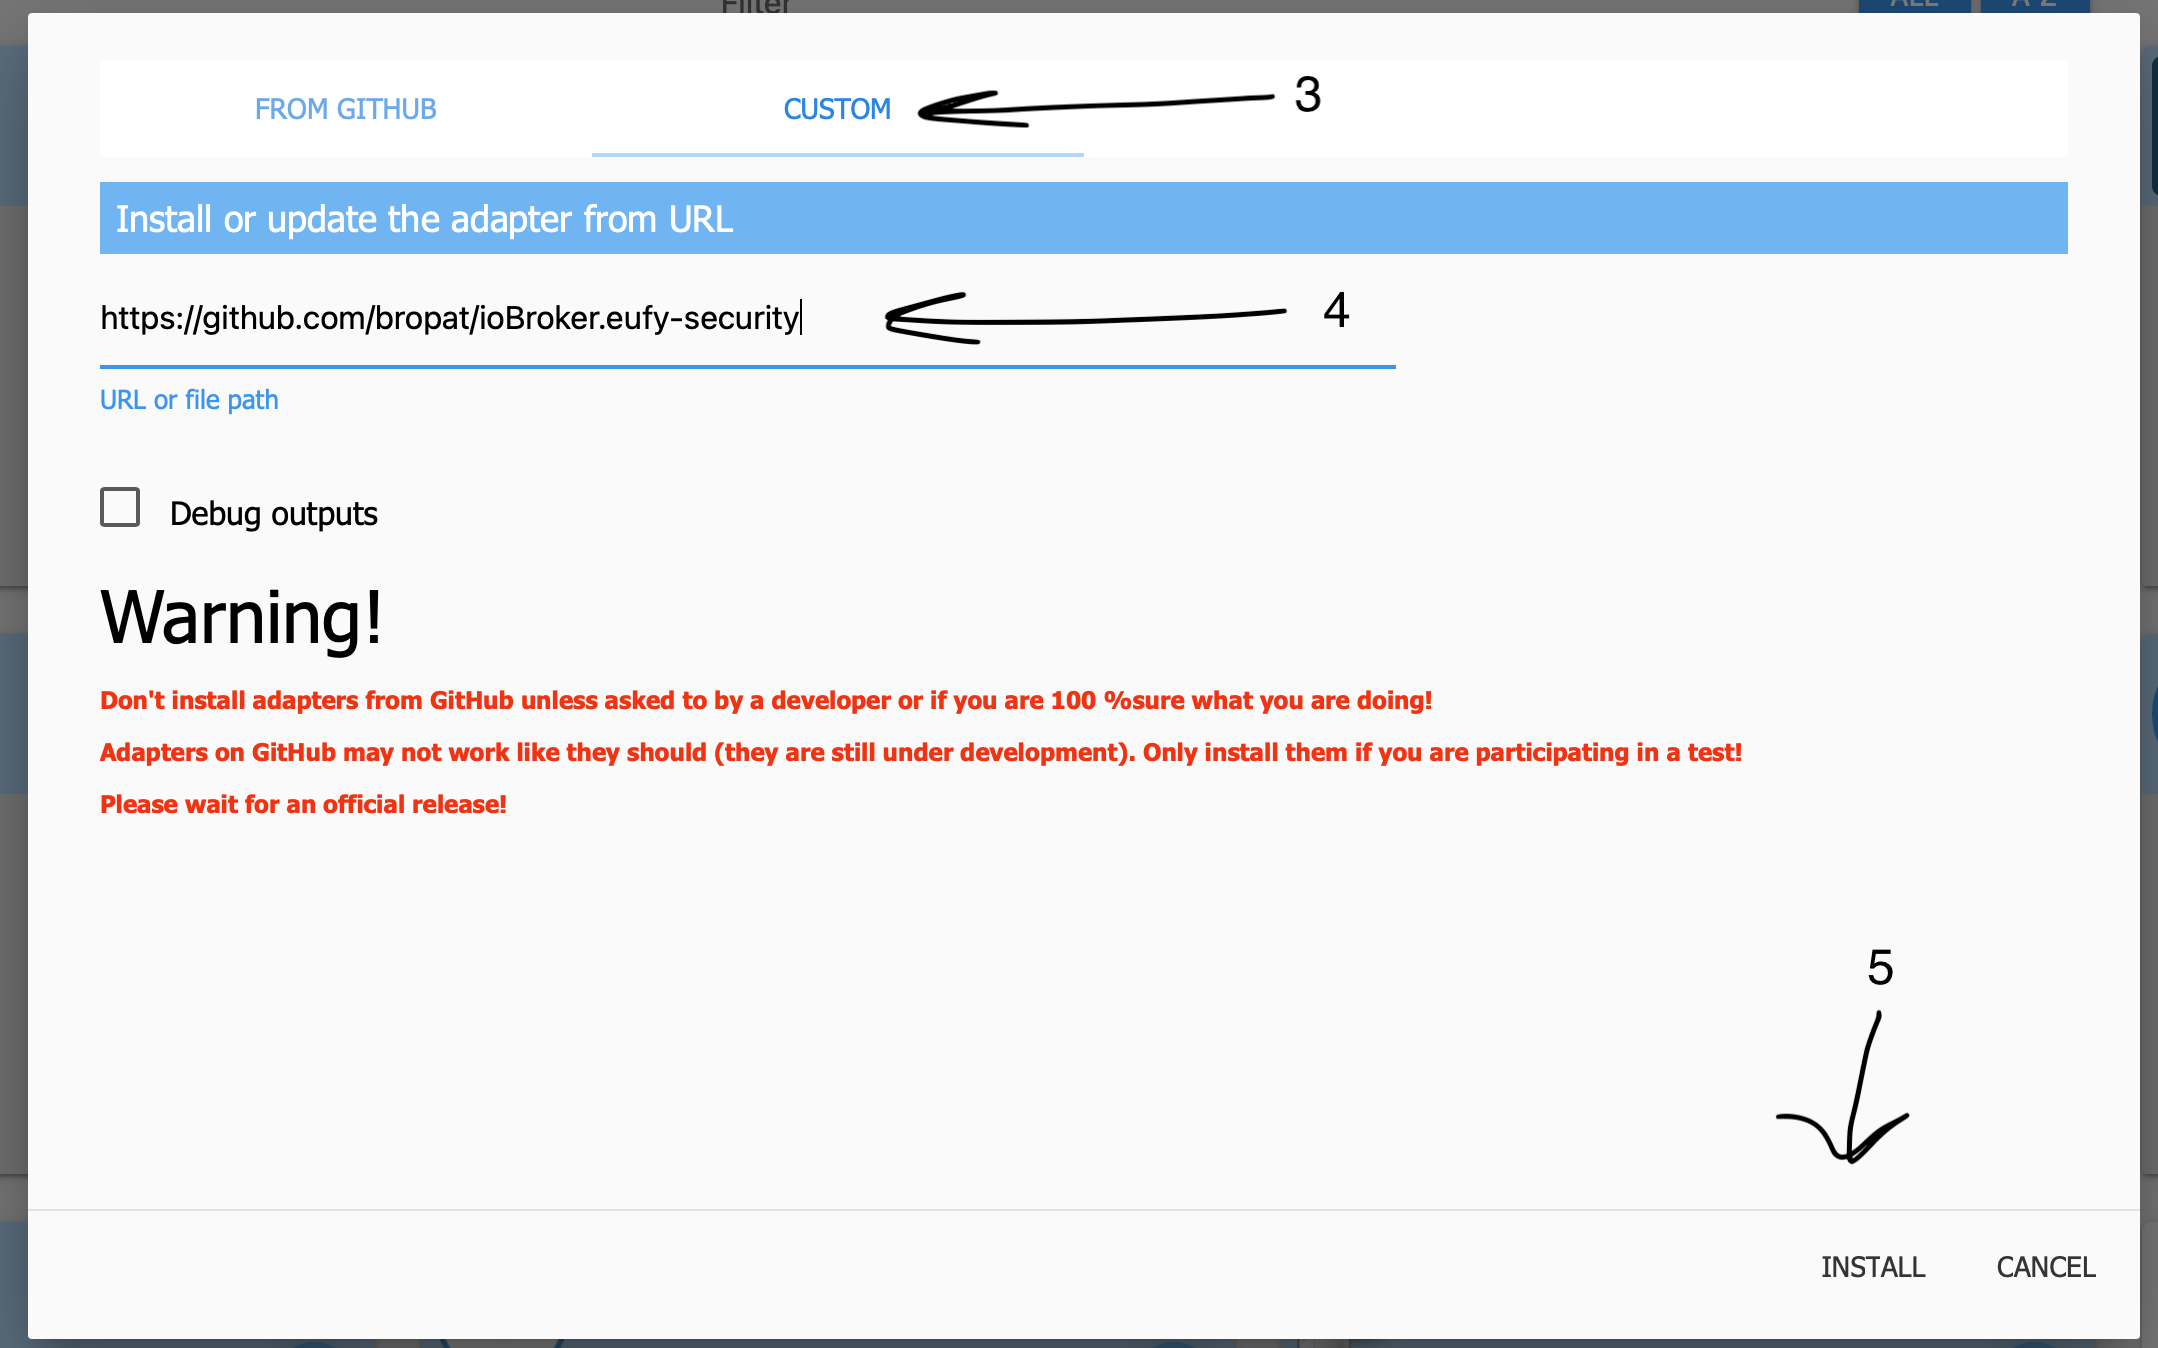 Filter
ALL
A-Z
FROM GITHUB
CUSTOM
3
Install or update the adapter from URL
https://github.com/bropat/ioBroker.eufy-security
4
URL or file path
Debug outputs
Warning!
Don't install adapters from GitHub unless asked to by a developer or if you are 100 %sure what you are doing!
Adapters on GitHub may not work like they should (they are still under development). Only install them if you are participating in a test!
Please wait for an official release!
5
INSTALL
CANCEL